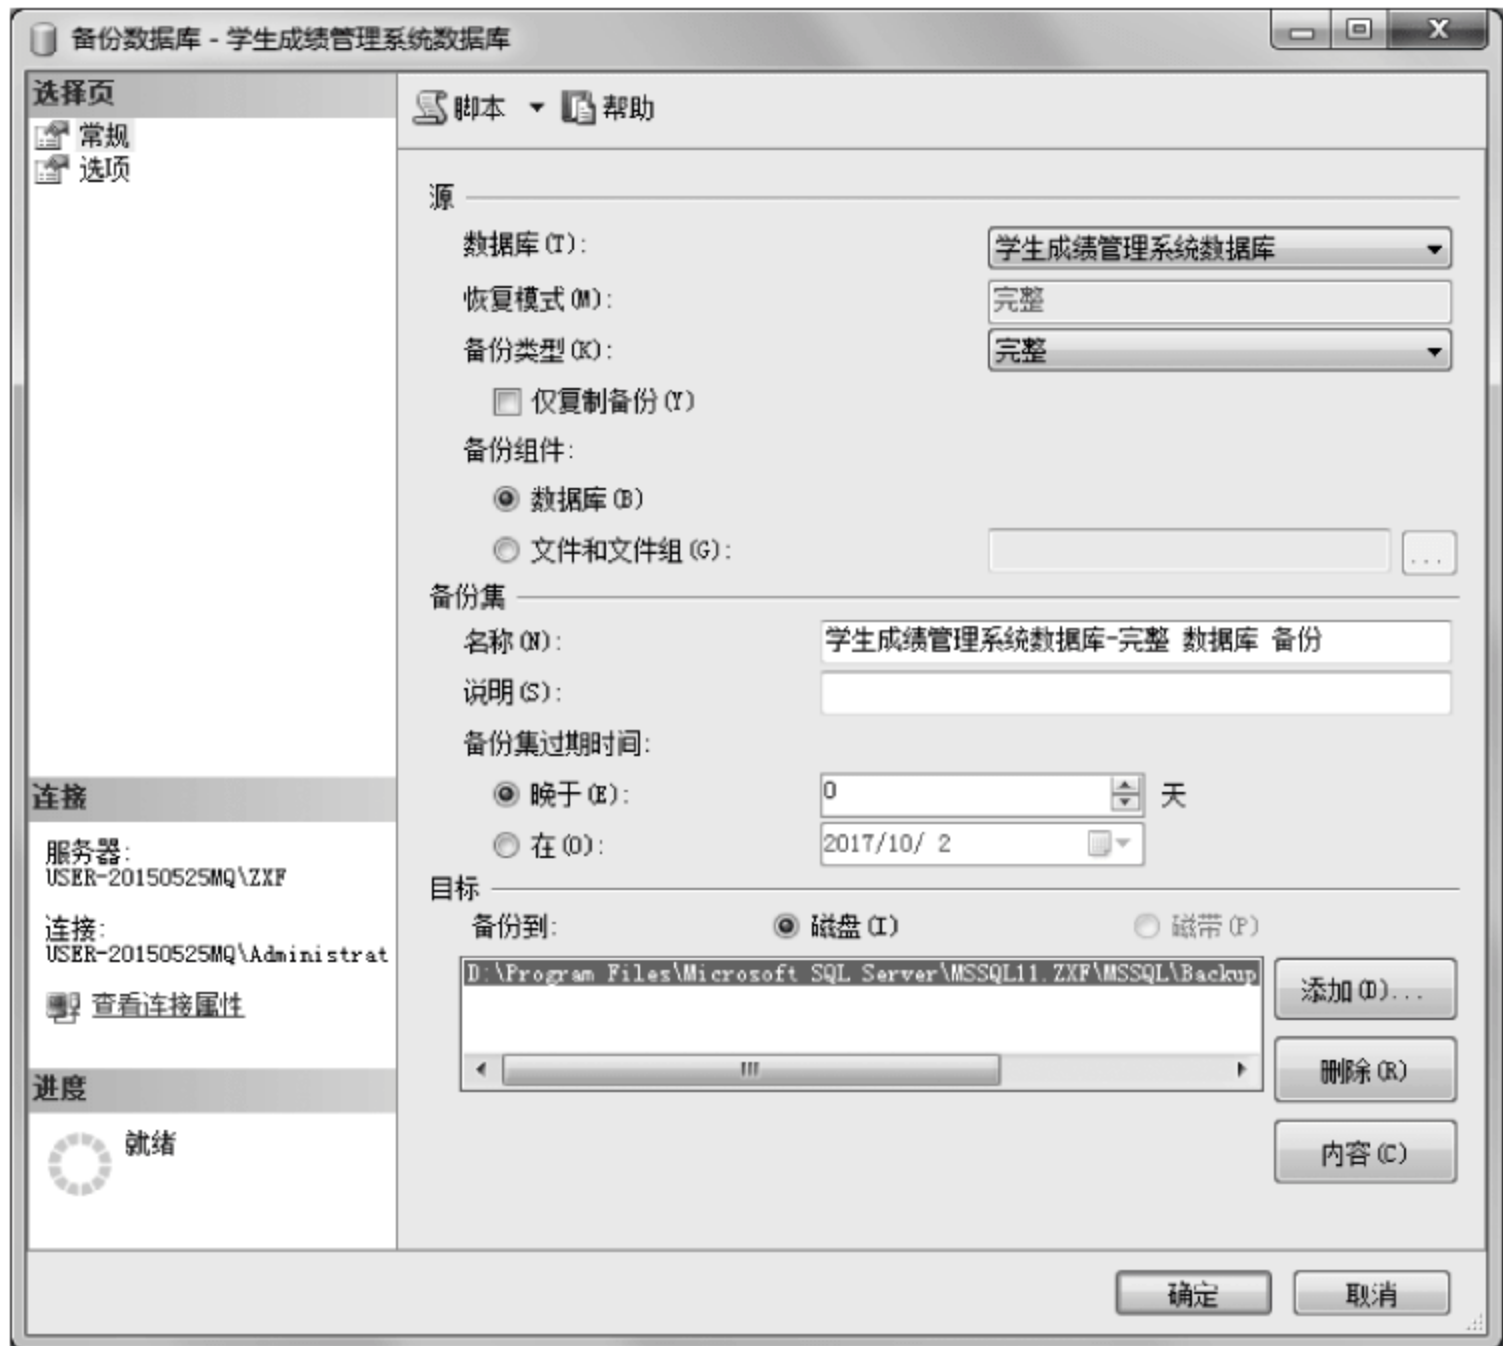 备份数据库 - 学生成绩管理系统数据库
选择页
常规
选项
脚本 帮助
源
数据库(T): 学生成绩管理系统数据库
恢复模式(M): 完整
备份类型(K): 完整
仅复制备份(Y)
备份组件:
数据库(B)
文件和文件组(G): ...
备份集
名称(N): 学生成绩管理系统数据库-完整 数据库 备份
说明(S):
备份集过期时间:
晚于(E): 0 天
在(O): 2017/10/ 2
目标
备份到: 磁盘(I) 磁带(P)
D:\Program Files\Microsoft SQL Server\MSSQL11.ZXF\MSSQL\Backup
添加(D)...
删除(R)
内容(C)
连接
服务器:
USER-20150525MQ\ZXF
连接:
USER-20150525MQ\Administrat
查看连接属性
进度
就绪
确定 取消